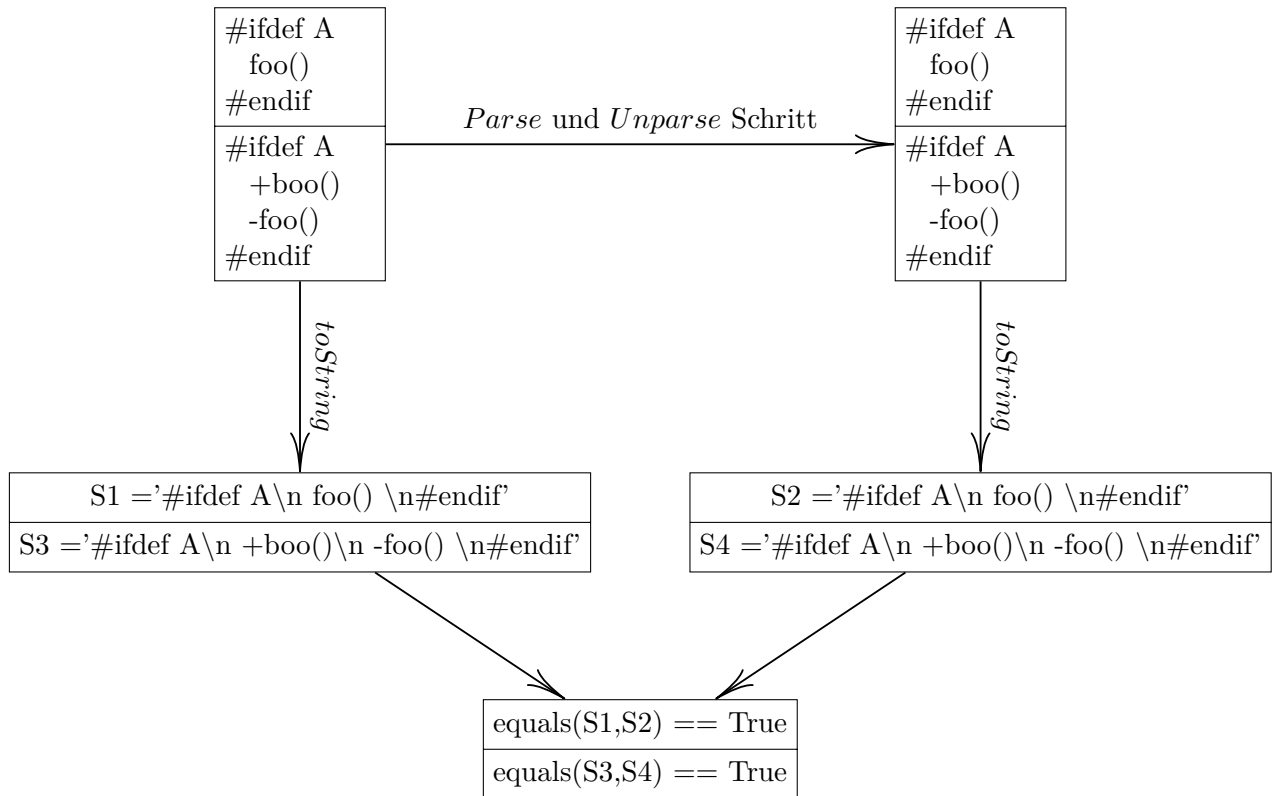 #ifdef A
foo()
#endif
#ifdef A
+boo()
-foo()
#endif
Parse und Unparse Schritt
#ifdef A
foo()
#endif
#ifdef A
+boo()
-foo()
#endif
toString
toString
S1 ='#ifdef A\n foo() \n#endif'
S3 ='#ifdef A\n +boo()\n -foo() \n#endif'
S2 ='#ifdef A\n foo() \n#endif'
S4 ='#ifdef A\n +boo()\n -foo() \n#endif'
equals(S1,S2) == True
equals(S3,S4) == True